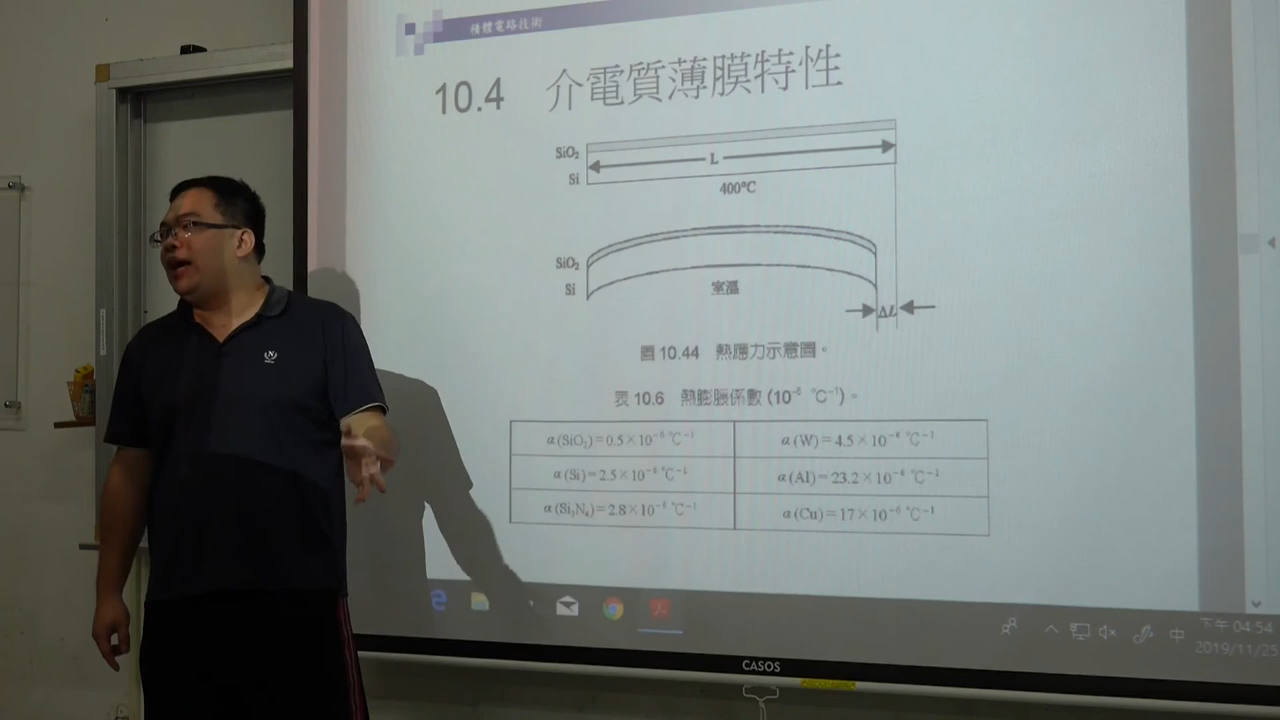 積體電路技術
10.4 介電質薄膜特性
SiO₂
L
Si
400°C
SiO₂
Si
室溫
ΔL
圖 10.44 熱應力示意圖。
表 10.6 熱膨脹係數 (10⁻⁶ °C⁻¹)。
α(SiO₂)=0.5×10⁻⁶ °C⁻¹ α(W)=4.5×10⁻⁶ °C⁻¹
α(Si)=2.5×10⁻⁶ °C⁻¹ α(Al)=23.2×10⁻⁶ °C⁻¹
α(Si₃N₄)=2.8×10⁻⁶ °C⁻¹ α(Cu)=17×10⁻⁶ °C⁻¹
中
下午 04:54
2019/11/25
CASOS